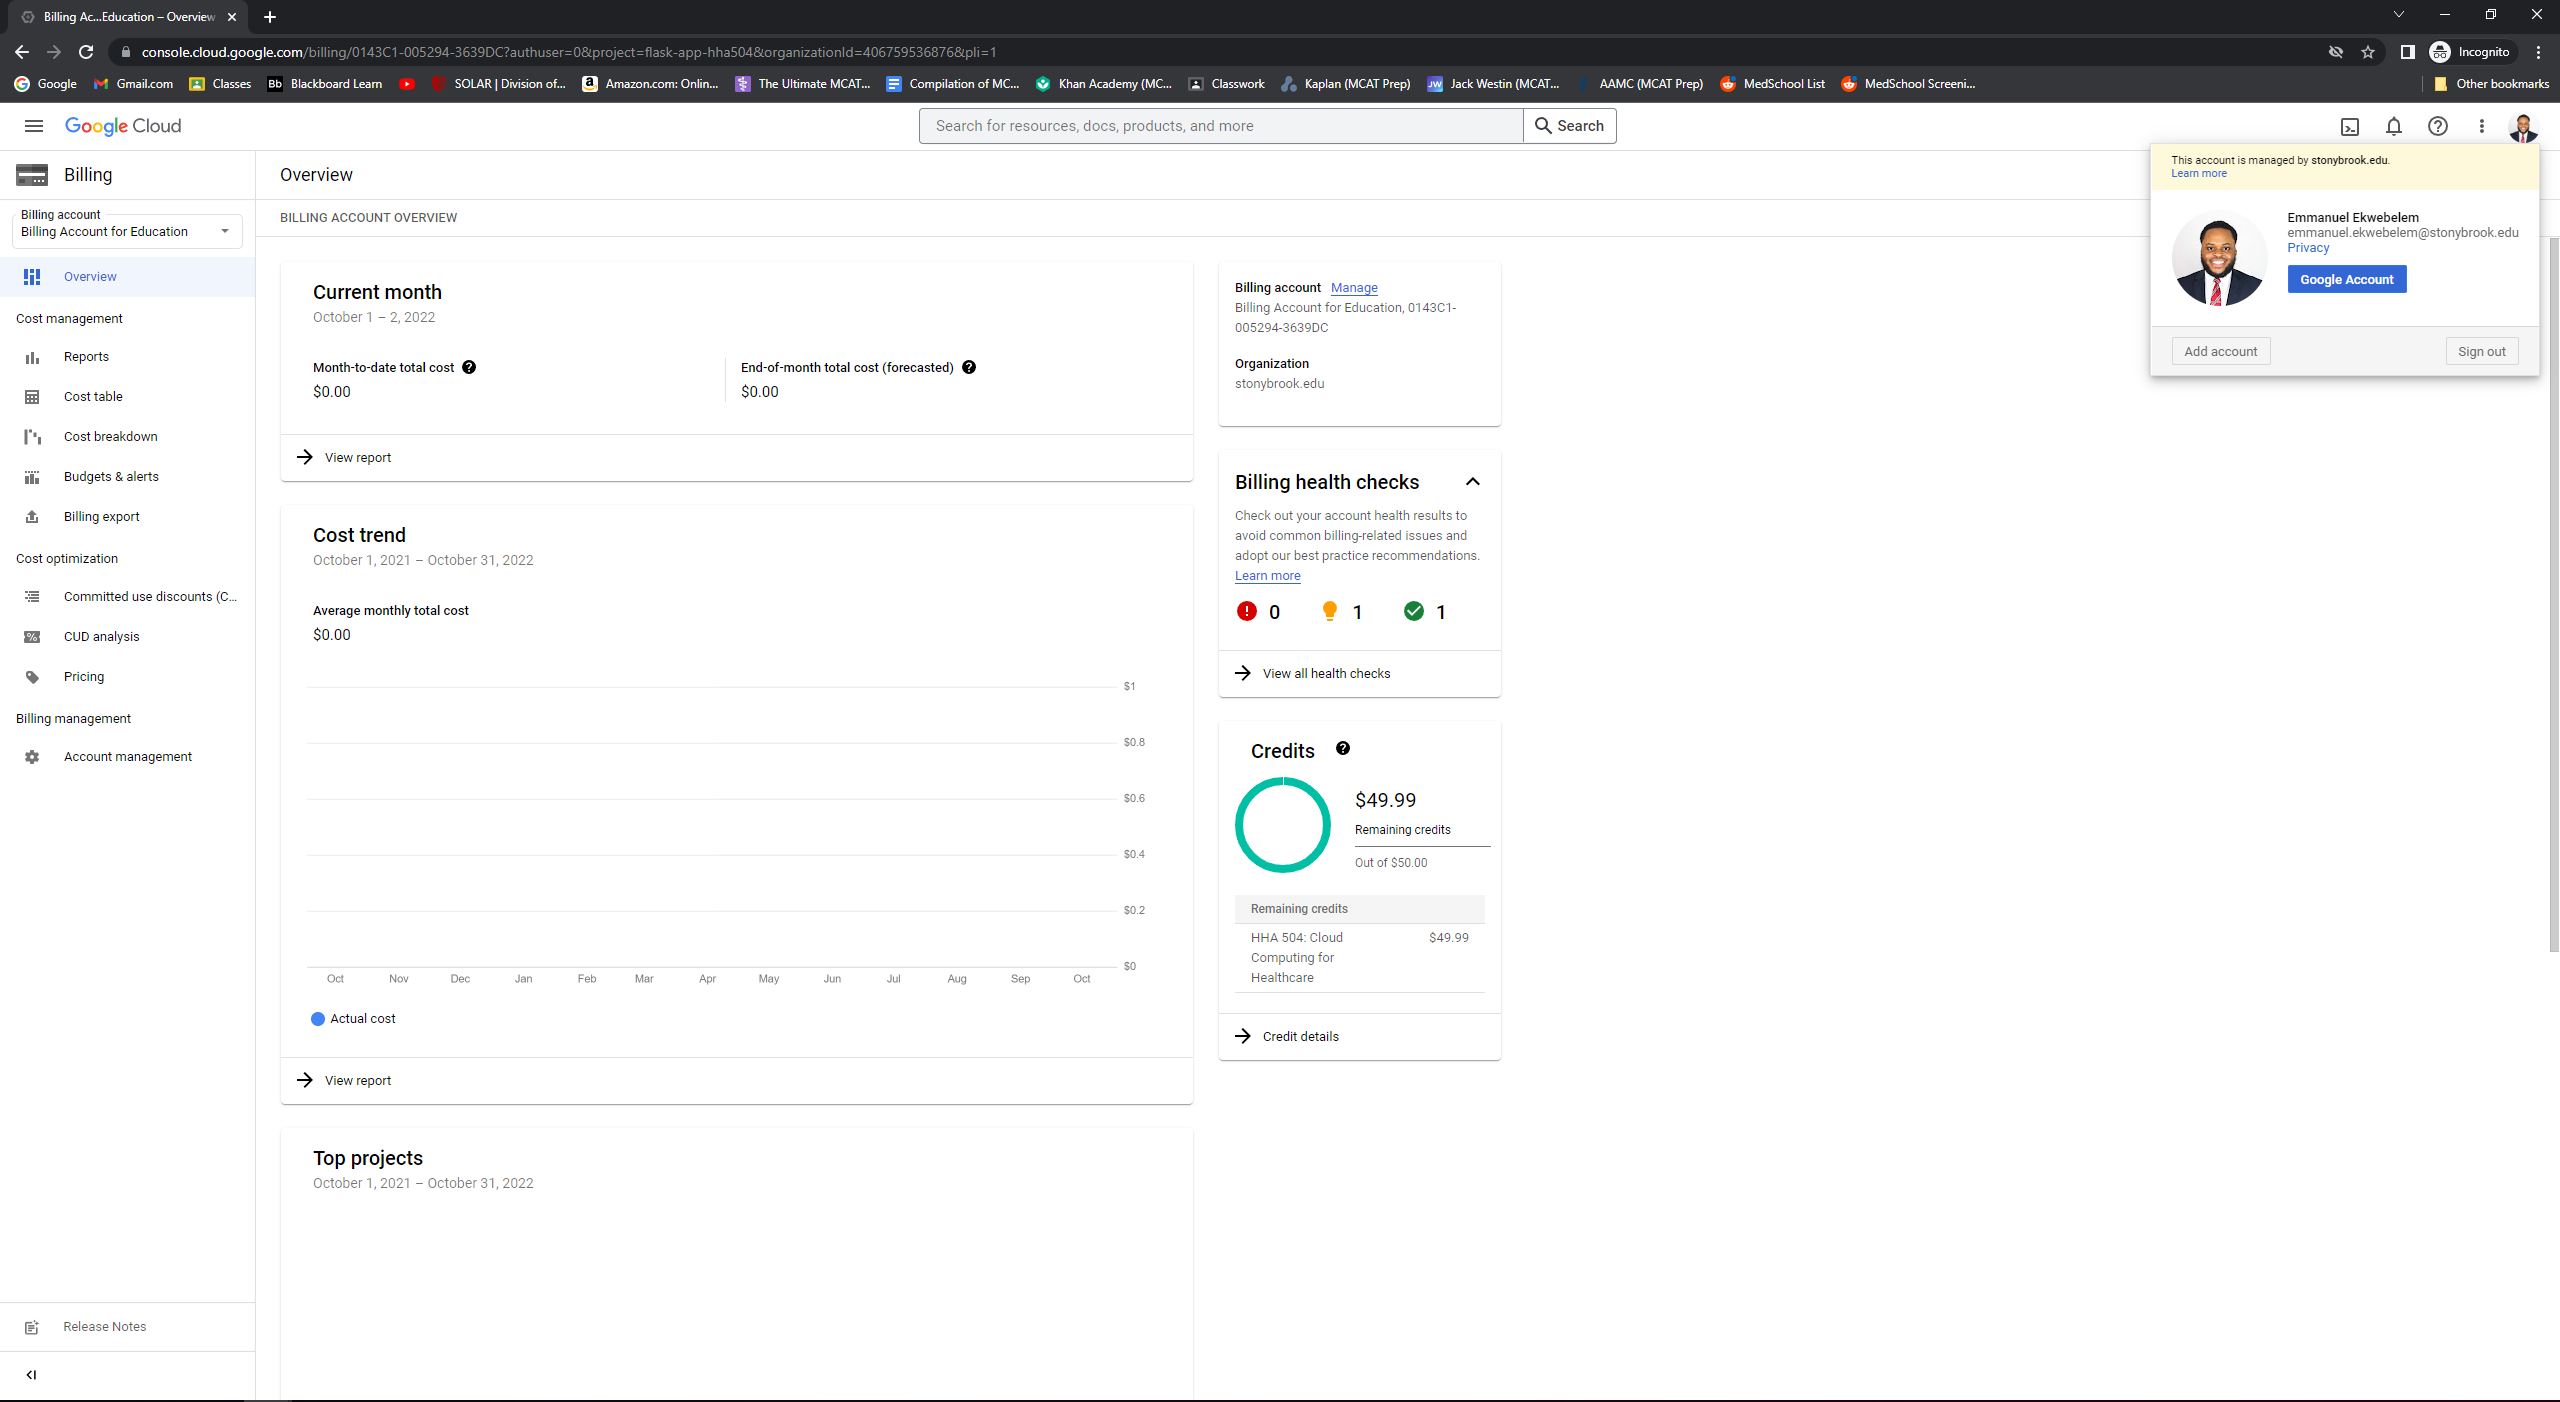 Billing Ac...Education – Overview
console.cloud.google.com/billing/0143C1-005294-3639DC?authuser=0&project=flask-app-hha504&organizationId=406759536876&pli=1
Incognito
Google
Gmail.com
Classes
Bb Blackboard Learn
SOLAR | Division of...
Amazon.com: Onlin...
The Ultimate MCAT...
Compilation of MC...
Khan Academy (MC...
Classwork
Kaplan (MCAT Prep)
JW Jack Westin (MCAT...
AAMC (MCAT Prep)
MedSchool List
MedSchool Screeni...
Other bookmarks
Google Cloud
Search for resources, docs, products, and more
Search
This account is managed by stonybrook.edu.
Learn more
Emmanuel Ekwebelem
emmanuel.ekwebelem@stonybrook.edu
Privacy
Google Account
Add account
Sign out
Billing
Billing account
Billing Account for Education
Overview
Cost management
Reports
Cost table
Cost breakdown
Budgets & alerts
Billing export
Cost optimization
Committed use discounts (C...
CUD analysis
Pricing
Billing management
Account management
Release Notes
Overview
BILLING ACCOUNT OVERVIEW
Current month
October 1 – 2, 2022
Month-to-date total cost
$0.00
End-of-month total cost (forecasted)
$0.00
View report
Cost trend
October 1, 2021 – October 31, 2022
Average monthly total cost
$0.00
$1
$0.8
$0.6
$0.4
$0.2
$0
Oct Nov Dec Jan Feb Mar Apr May Jun Jul Aug Sep Oct
Actual cost
View report
Top projects
October 1, 2021 – October 31, 2022
Billing account Manage
Billing Account for Education, 0143C1-
005294-3639DC
Organization
stonybrook.edu
Billing health checks
Check out your account health results to
avoid common billing-related issues and
adopt our best practice recommendations.
Learn more
0 1 1
View all health checks
Credits
$49.99
Remaining credits
Out of $50.00
Remaining credits
HHA 504: Cloud $49.99
Computing for
Healthcare
Credit details